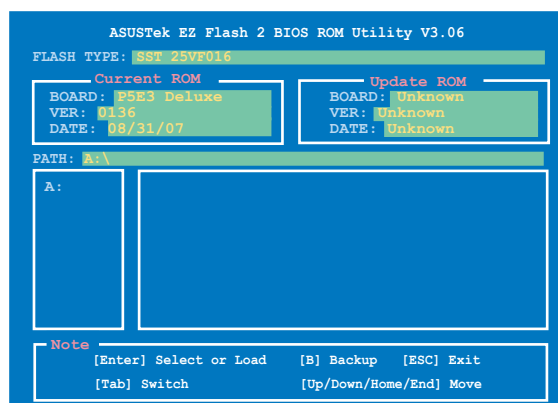 ASUSTek EZ Flash 2 BIOS ROM Utility V3.06
FLASH TYPE: SST 25VF016
Current ROM
BOARD: P5E3 Deluxe
VER: 0136
DATE: 08/31/07
Update ROM
BOARD: Unknown
VER: Unknown
DATE: Unknown
PATH: A:\
A:
Note
[Enter] Select or Load [B] Backup [ESC] Exit
[Tab] Switch [Up/Down/Home/End] Move